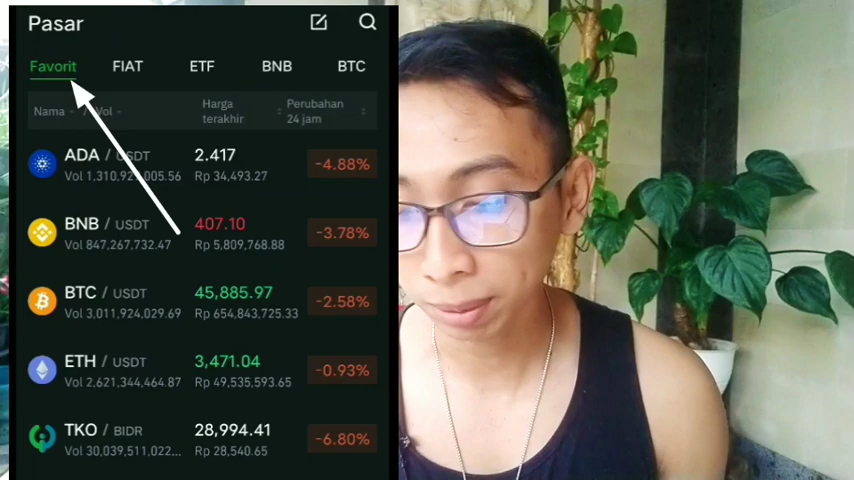 Pasar
Favorit FIAT ETF BNB BTC
Nama / Vol Harga terakhir Perubahan 24 jam
ADA / USDT 2.417 -4.88%
Vol 1,310,921,005.56 Rp 34,493.27
BNB / USDT 407.10 -3.78%
Vol 847,267,732.47 Rp 5,809,768.88
BTC / USDT 45,885.97 -2.58%
Vol 3,011,924,029.69 Rp 654,843,725.33
ETH / USDT 3,471.04 -0.93%
Vol 2,621,344,464.87 Rp 49,535,593.65
TKO / BIDR 28,994.41 -6.80%
Vol 30,039,511,022... Rp 28,540.65